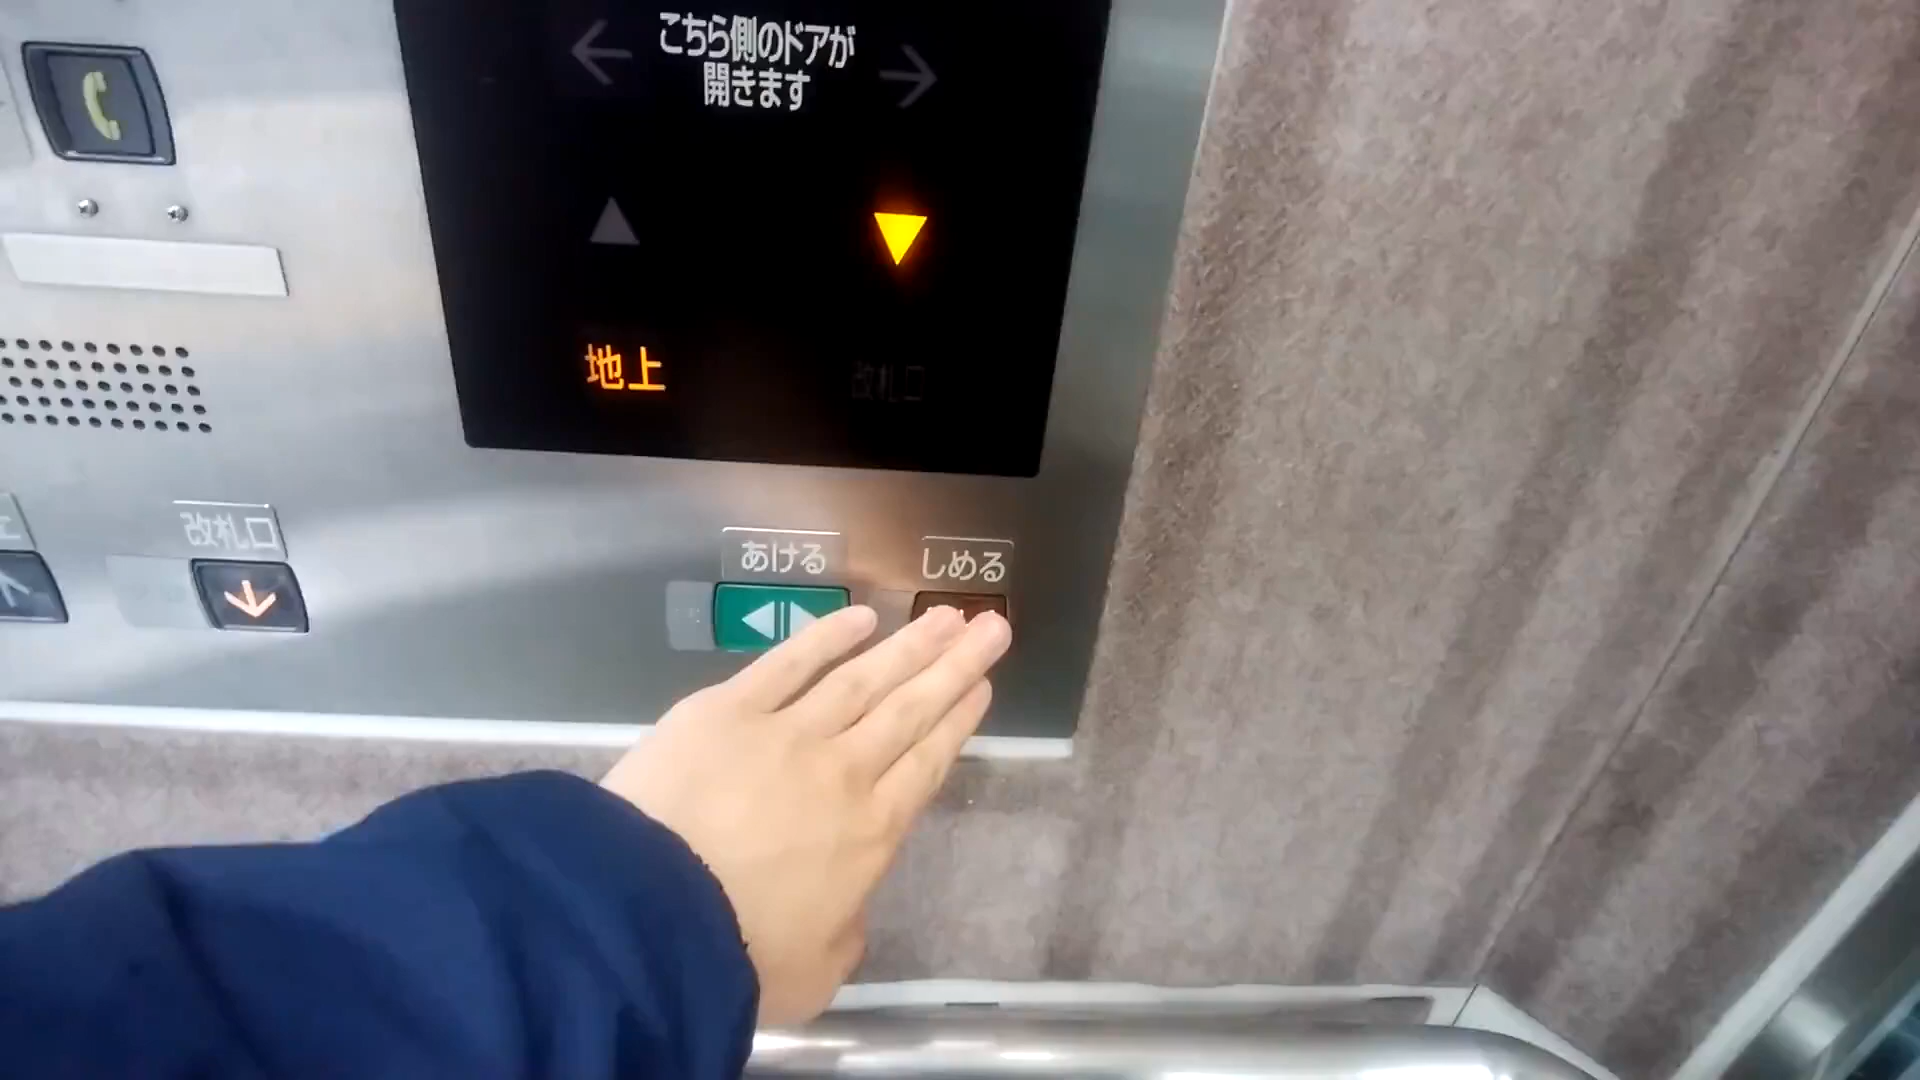 こちら側のドアが
開きます
地上
改札口
改札口
あける
しめる